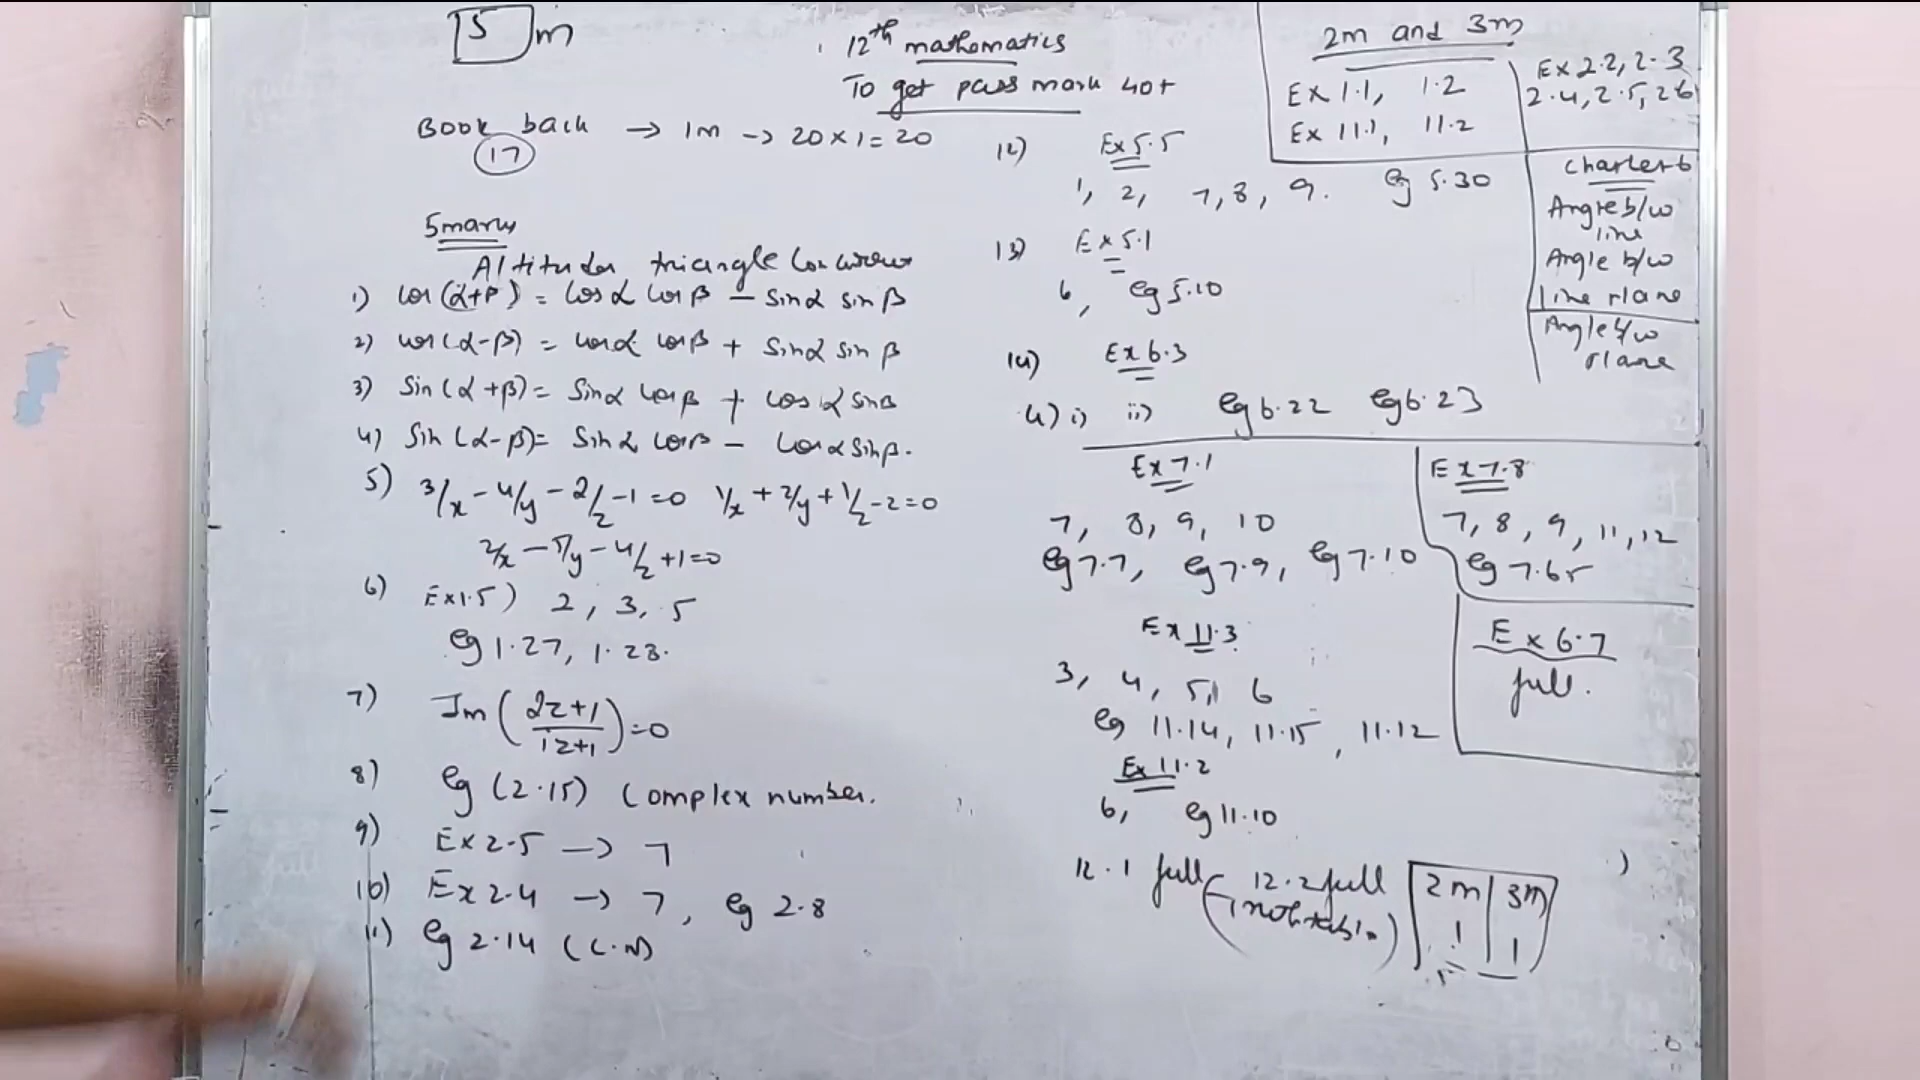 5 m
12th mathematics
To get pass mark 40+
Book back → 1m → 20 x 1 = 20
17
5 marks
Altitudes triangle
1) cos(α+β) = cosα cosβ - sinα sinβ
2) cos(α-β) = cosα cosβ + sinα sinβ
3) Sin(α+β) = Sinα cosβ + cosα sinβ
4) Sin(α-β) = Sinα cosβ - cosα sinβ.
5) 3/x - 4/y - 2/z - 1 = 0 1/x + 2/y + 1/z - 2 = 0
2/x - 5/y - 4/z + 1 = 0
6) Ex 1.5) 2, 3, 5
eg 1.27, 1.28.
7) Im (2z+1/iz+1) = 0
8) eg (2.15) Complex number.
9) Ex 2.5 → 7
10) Ex 2.4 → 7, eg 2.8
11) eg 2.14 (C.N)
12) Ex 5.5
1, 2, 7, 8, 9. eg 5.30
13) Ex 5.1
6, eg 5.10
14) Ex 6.3
4) i) ii) eg 6.22 eg 6.23
Ex 7.1
7, 8, 9, 10
eg 7.7, eg 7.9, eg 7.10
Ex 7.8
7, 8, 9, 11, 12
eg 7.65
Ex 11.3
3, 4, 5, 6
eg 11.14, 11.15, 11.12
Ex 6.7
full.
Ex 11.2
6, eg 11.10
12.1 full 12.2 full
2m 3m
1 1
2m and 3m
Ex 1.1, 1.2
Ex 11.1, 11.2
Ex 2.2, 2.3
2.4, 2.5, 2.6
Chapter 6
Angle b/w
line
Angle b/w
line plane
Angle b/w
plane